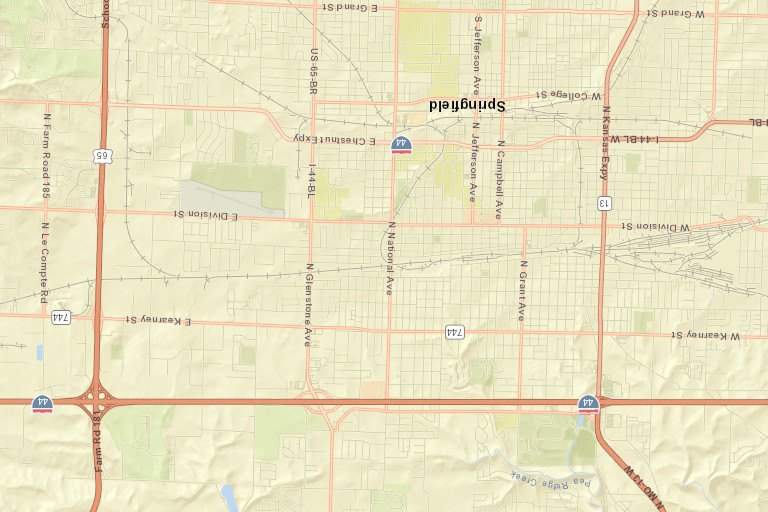 School
E Grand St
W Grand St
US-65-BR
S Jefferson Ave
W College St
Springfield
N Farm Road 185
E Chestnut Expy
44
N Jefferson Ave
N Campbell Ave
N Kansas Expy
I-44-BL W
4-BL
65
I-44-BL
13
E Division St
W Division St
N Le Compte Rd
N National Ave
N Glenstone Ave
N Grant Ave
744
E Kearney St
744
W Kearney St
44
44
Farm Rd 181
pea Ridge Creek
N MO-13 W